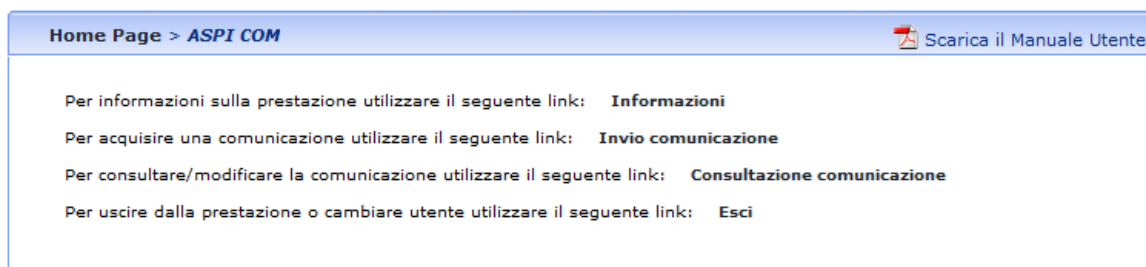 Home Page > ASPI COM
Scarica il Manuale Utente
Per informazioni sulla prestazione utilizzare il seguente link: Informazioni
Per acquisire una comunicazione utilizzare il seguente link: Invio comunicazione
Per consultare/modificare la comunicazione utilizzare il seguente link: Consultazione comunicazione
Per uscire dalla prestazione o cambiare utente utilizzare il seguente link: Esci